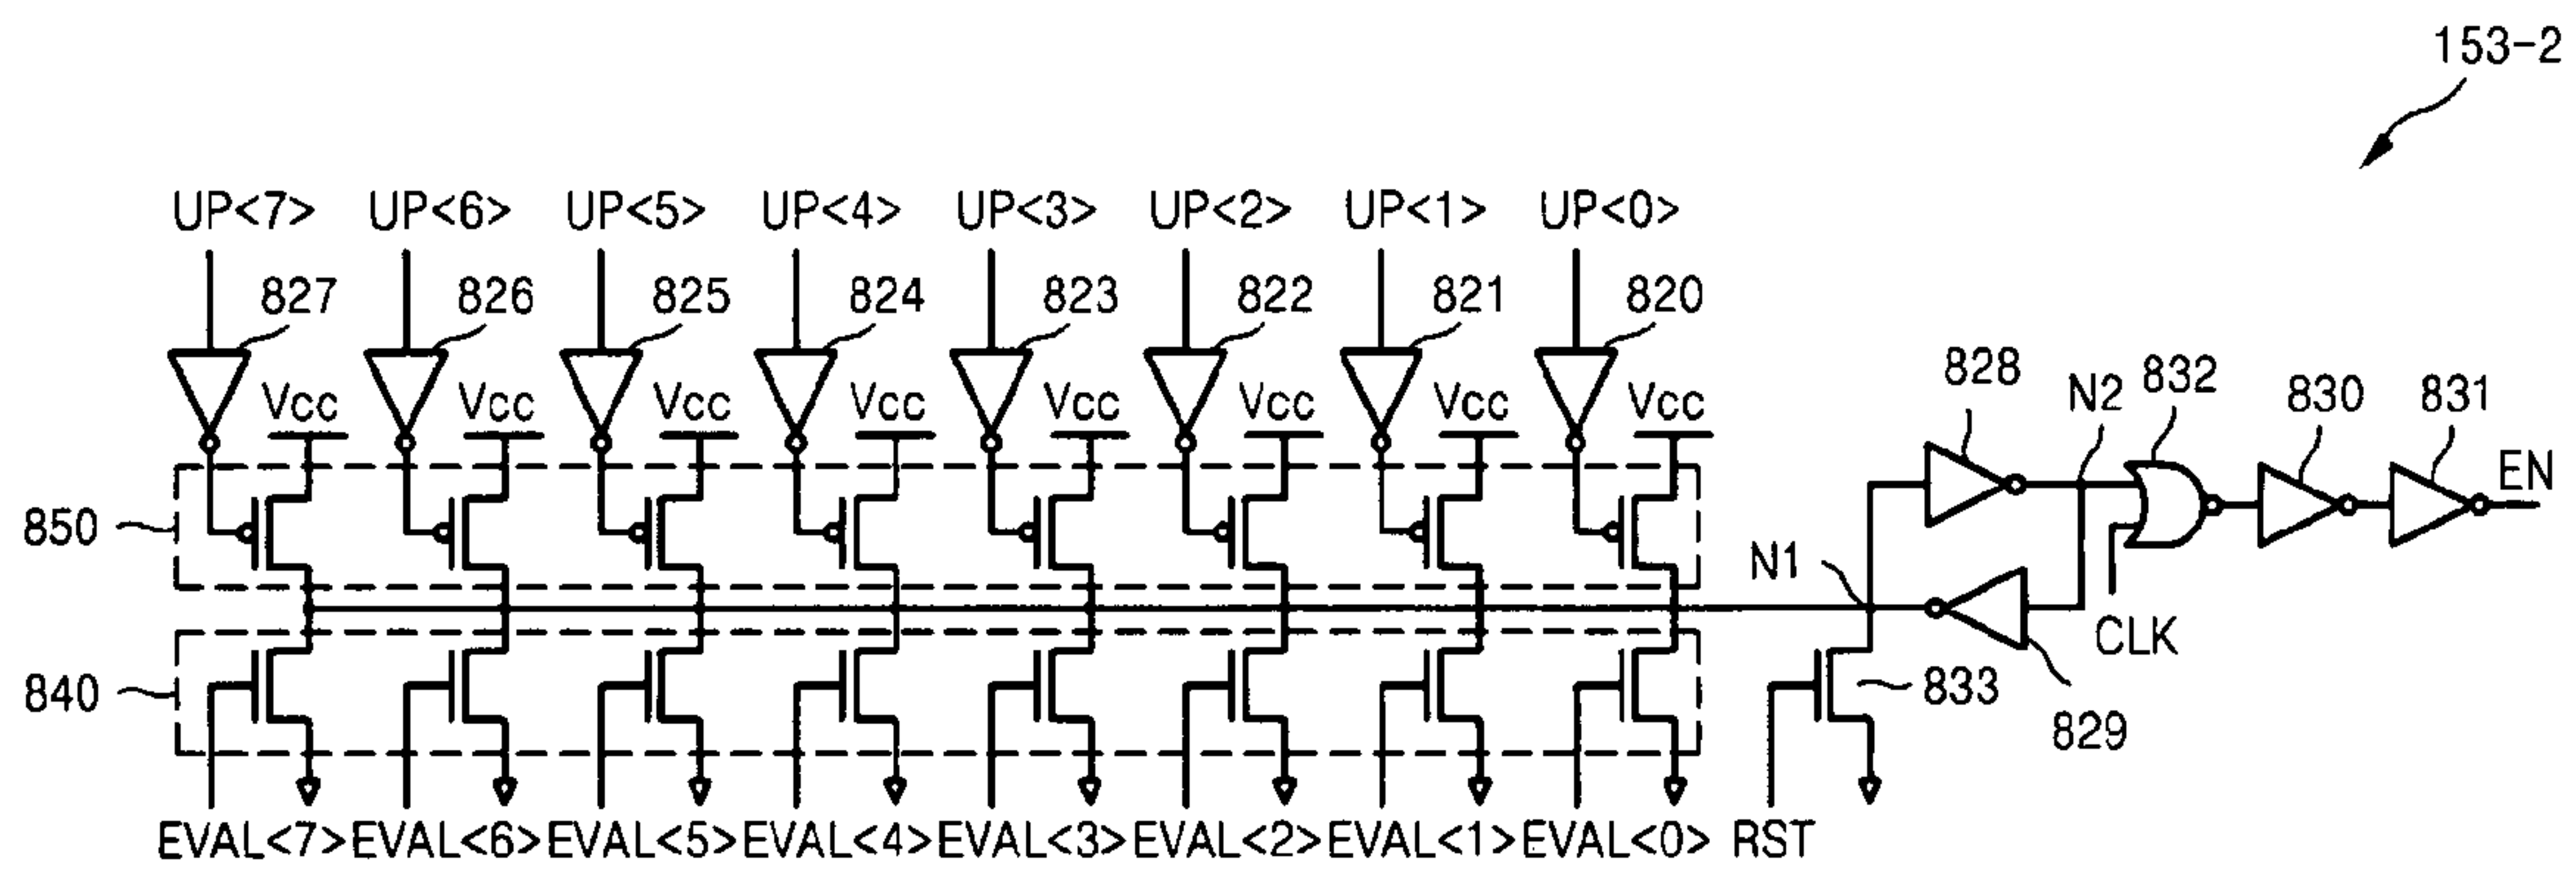 153-2
UP<7> UP<6> UP<5> UP<4> UP<3> UP<2> UP<1> UP<0>
827 826 825 824 823 822 821 820
Vcc Vcc Vcc Vcc Vcc Vcc Vcc Vcc
828 N2 832 830 831
EN
850
N1
CLK
840
833
829
EVAL<7> EVAL<6> EVAL<5> EVAL<4> EVAL<3> EVAL<2> EVAL<1> EVAL<0> RST